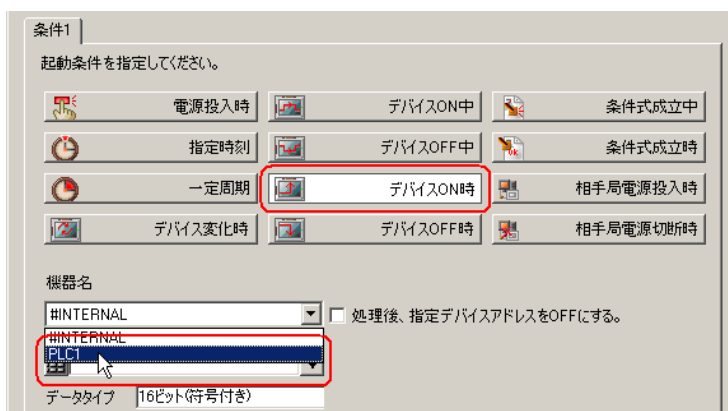 条件1
起動条件を指定してください。
電源投入時 デバイスON中 条件式成立中
指定時刻 デバイスOFF中 条件式成立時
一定周期 デバイスON時 相手局電源投入時
デバイス変化時 デバイスOFF時 相手局電源切断時
機器名
#INTERNAL 処理後、指定デバイスアドレスをOFFにする。
#INTERNAL
PLC1
データタイプ 16ビット(符号付き)